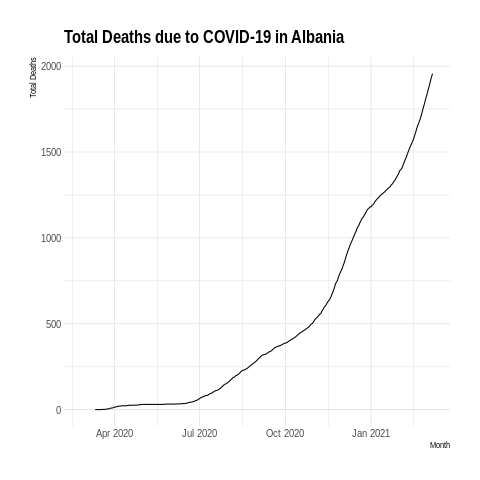 Total Deaths due to COVID-19 in Albania
Total Deaths
2000
1500
1000
500
0
Apr 2020 Jul 2020 Oct 2020 Jan 2021
Month